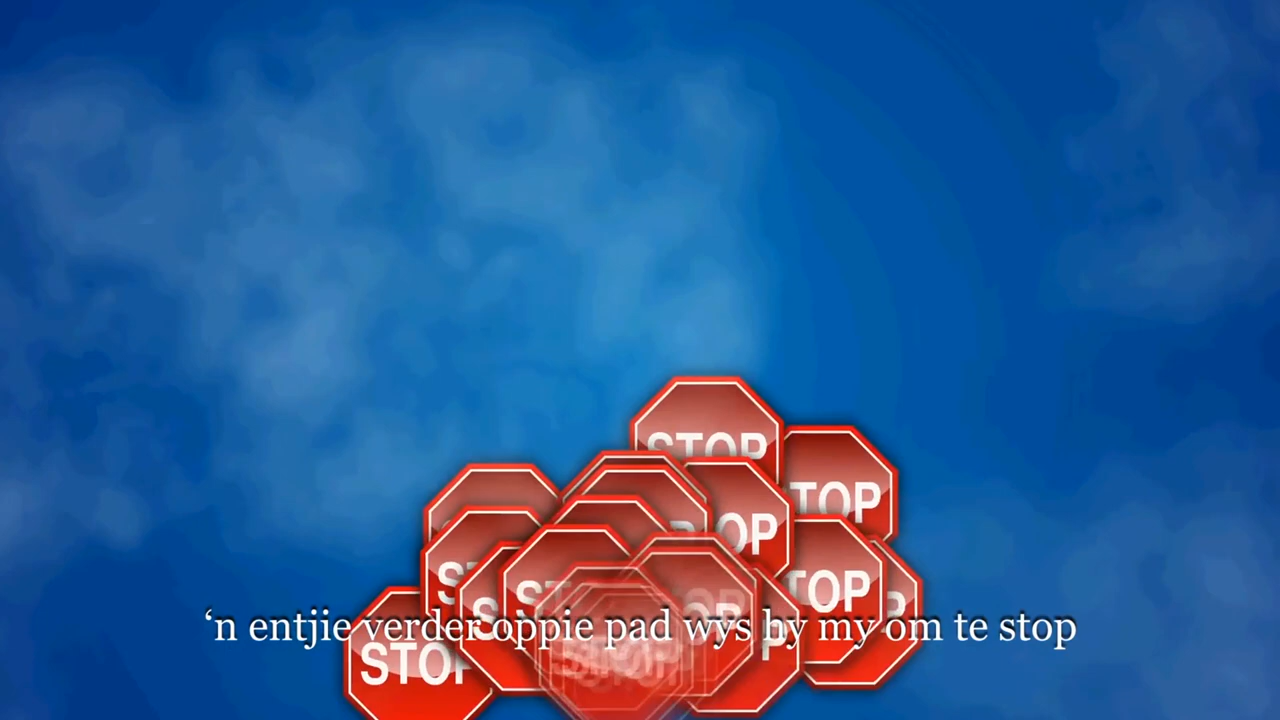 STOP
TOP
OP
TOP
‘n entjie verder oppie pad wys hy my om te stop
STOP